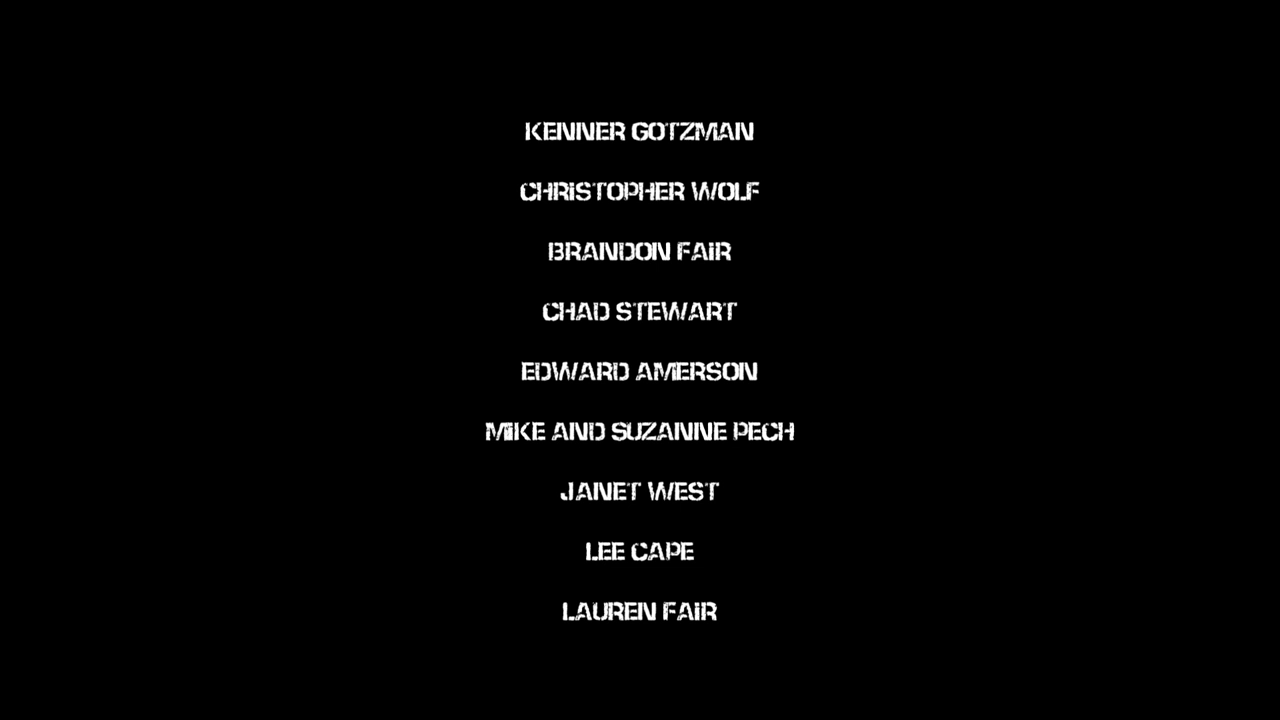 KENNER GOTZMAN
CHRISTOPHER WOLF
BRANDON FAIR
CHAD STEWART
EDWARD AMERSON
MIKE AND SUZANNE PECH
JANET WEST
LEE CAPE
LAUREN FAIR